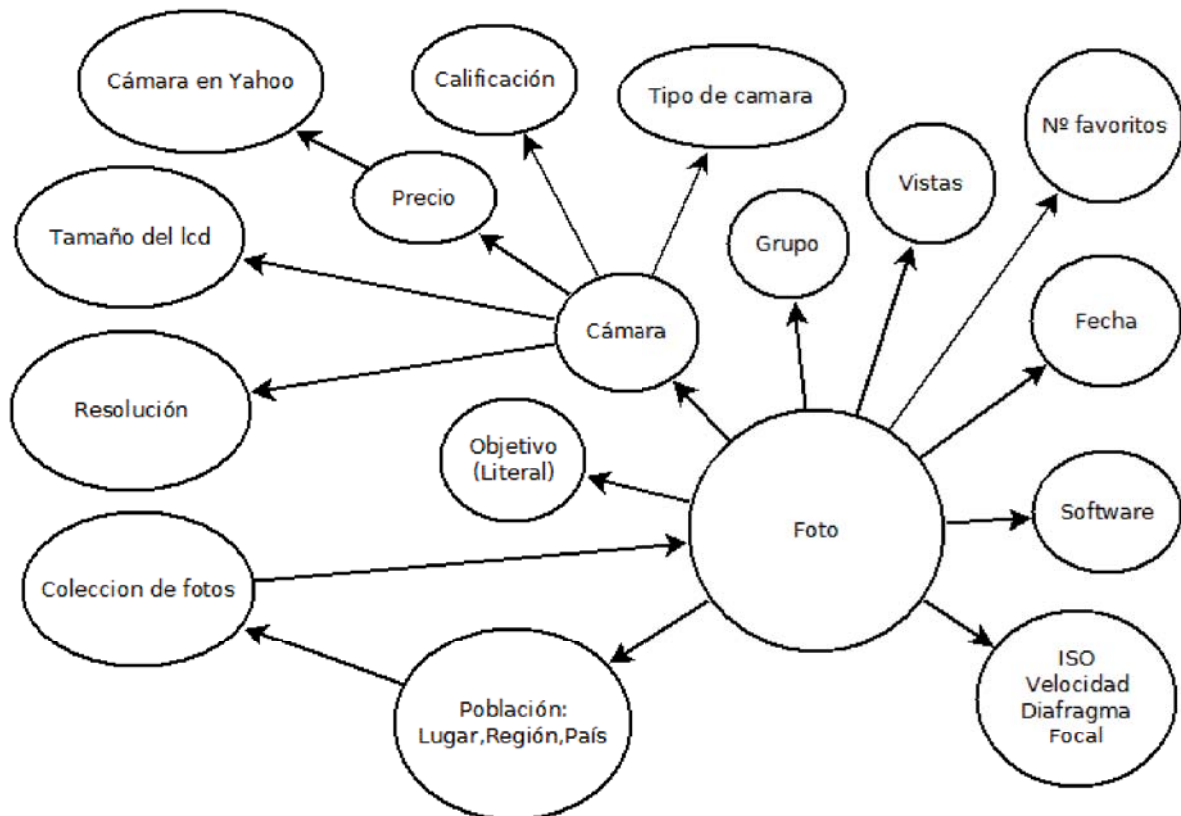 Cámara en Yahoo
Calificación
Tipo de camara
Nº favoritos
Vistas
Precio
Tamaño del lcd
Grupo
Fecha
Cámara
Resolución
Objetivo
(Literal)
Software
Foto
Coleccion de fotos
ISO
Velocidad
Diafragma
Focal
Población:
Lugar,Región,País